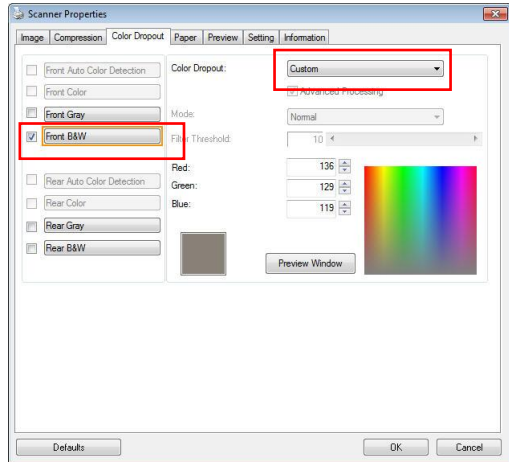 Scanner Properties
Image Compression Color Dropout Paper Preview Setting Information
Front Auto Color Detection
Front Color
Front Gray
Front B&W
Rear Auto Color Detection
Rear Color
Rear Gray
Rear B&W
Color Dropout: Custom
Advanced Processing
Mode: Normal
Filter Threshold: 10
Red: 136
Green: 129
Blue: 119
Preview Window
Defaults OK Cancel